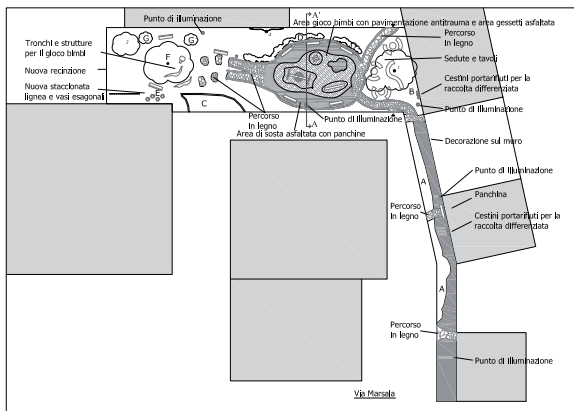 Punto di illuminazione
A'
Area gioco bimbi con pavimentazione antitrauma e area gessetti asfaltata
Tronchi e strutture
per il gioco bimbi
Nuova recinzione
Nuova staccionata
lignea e vasi esagonali
2
G
G
F
E
C
Percorso
In legno
Sedute e tavoli
1
B
Cestini portarifiuti per la
raccolta differenziata
Punto di Illuminazione
Percorso
In legno
Punto di Illuminazione
A
Area di sosta asfaltata con panchine
Decorazione sul muro
A
Punto di Illuminazione
Panchina
Percorso
In legno
Cestini portarifiuti per la
raccolta differenziata
A
Percorso
In legno
Punto di Illuminazione
Via Marsala